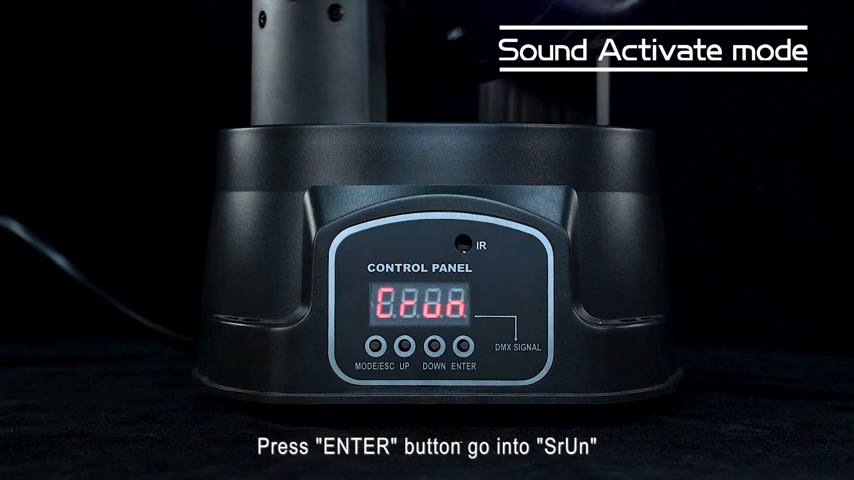 Sound Activate mode
IR
CONTROL PANEL
Crun
DMX SIGNAL
MODE/ESC UP DOWN ENTER
Press "ENTER" button go into "SrUn"